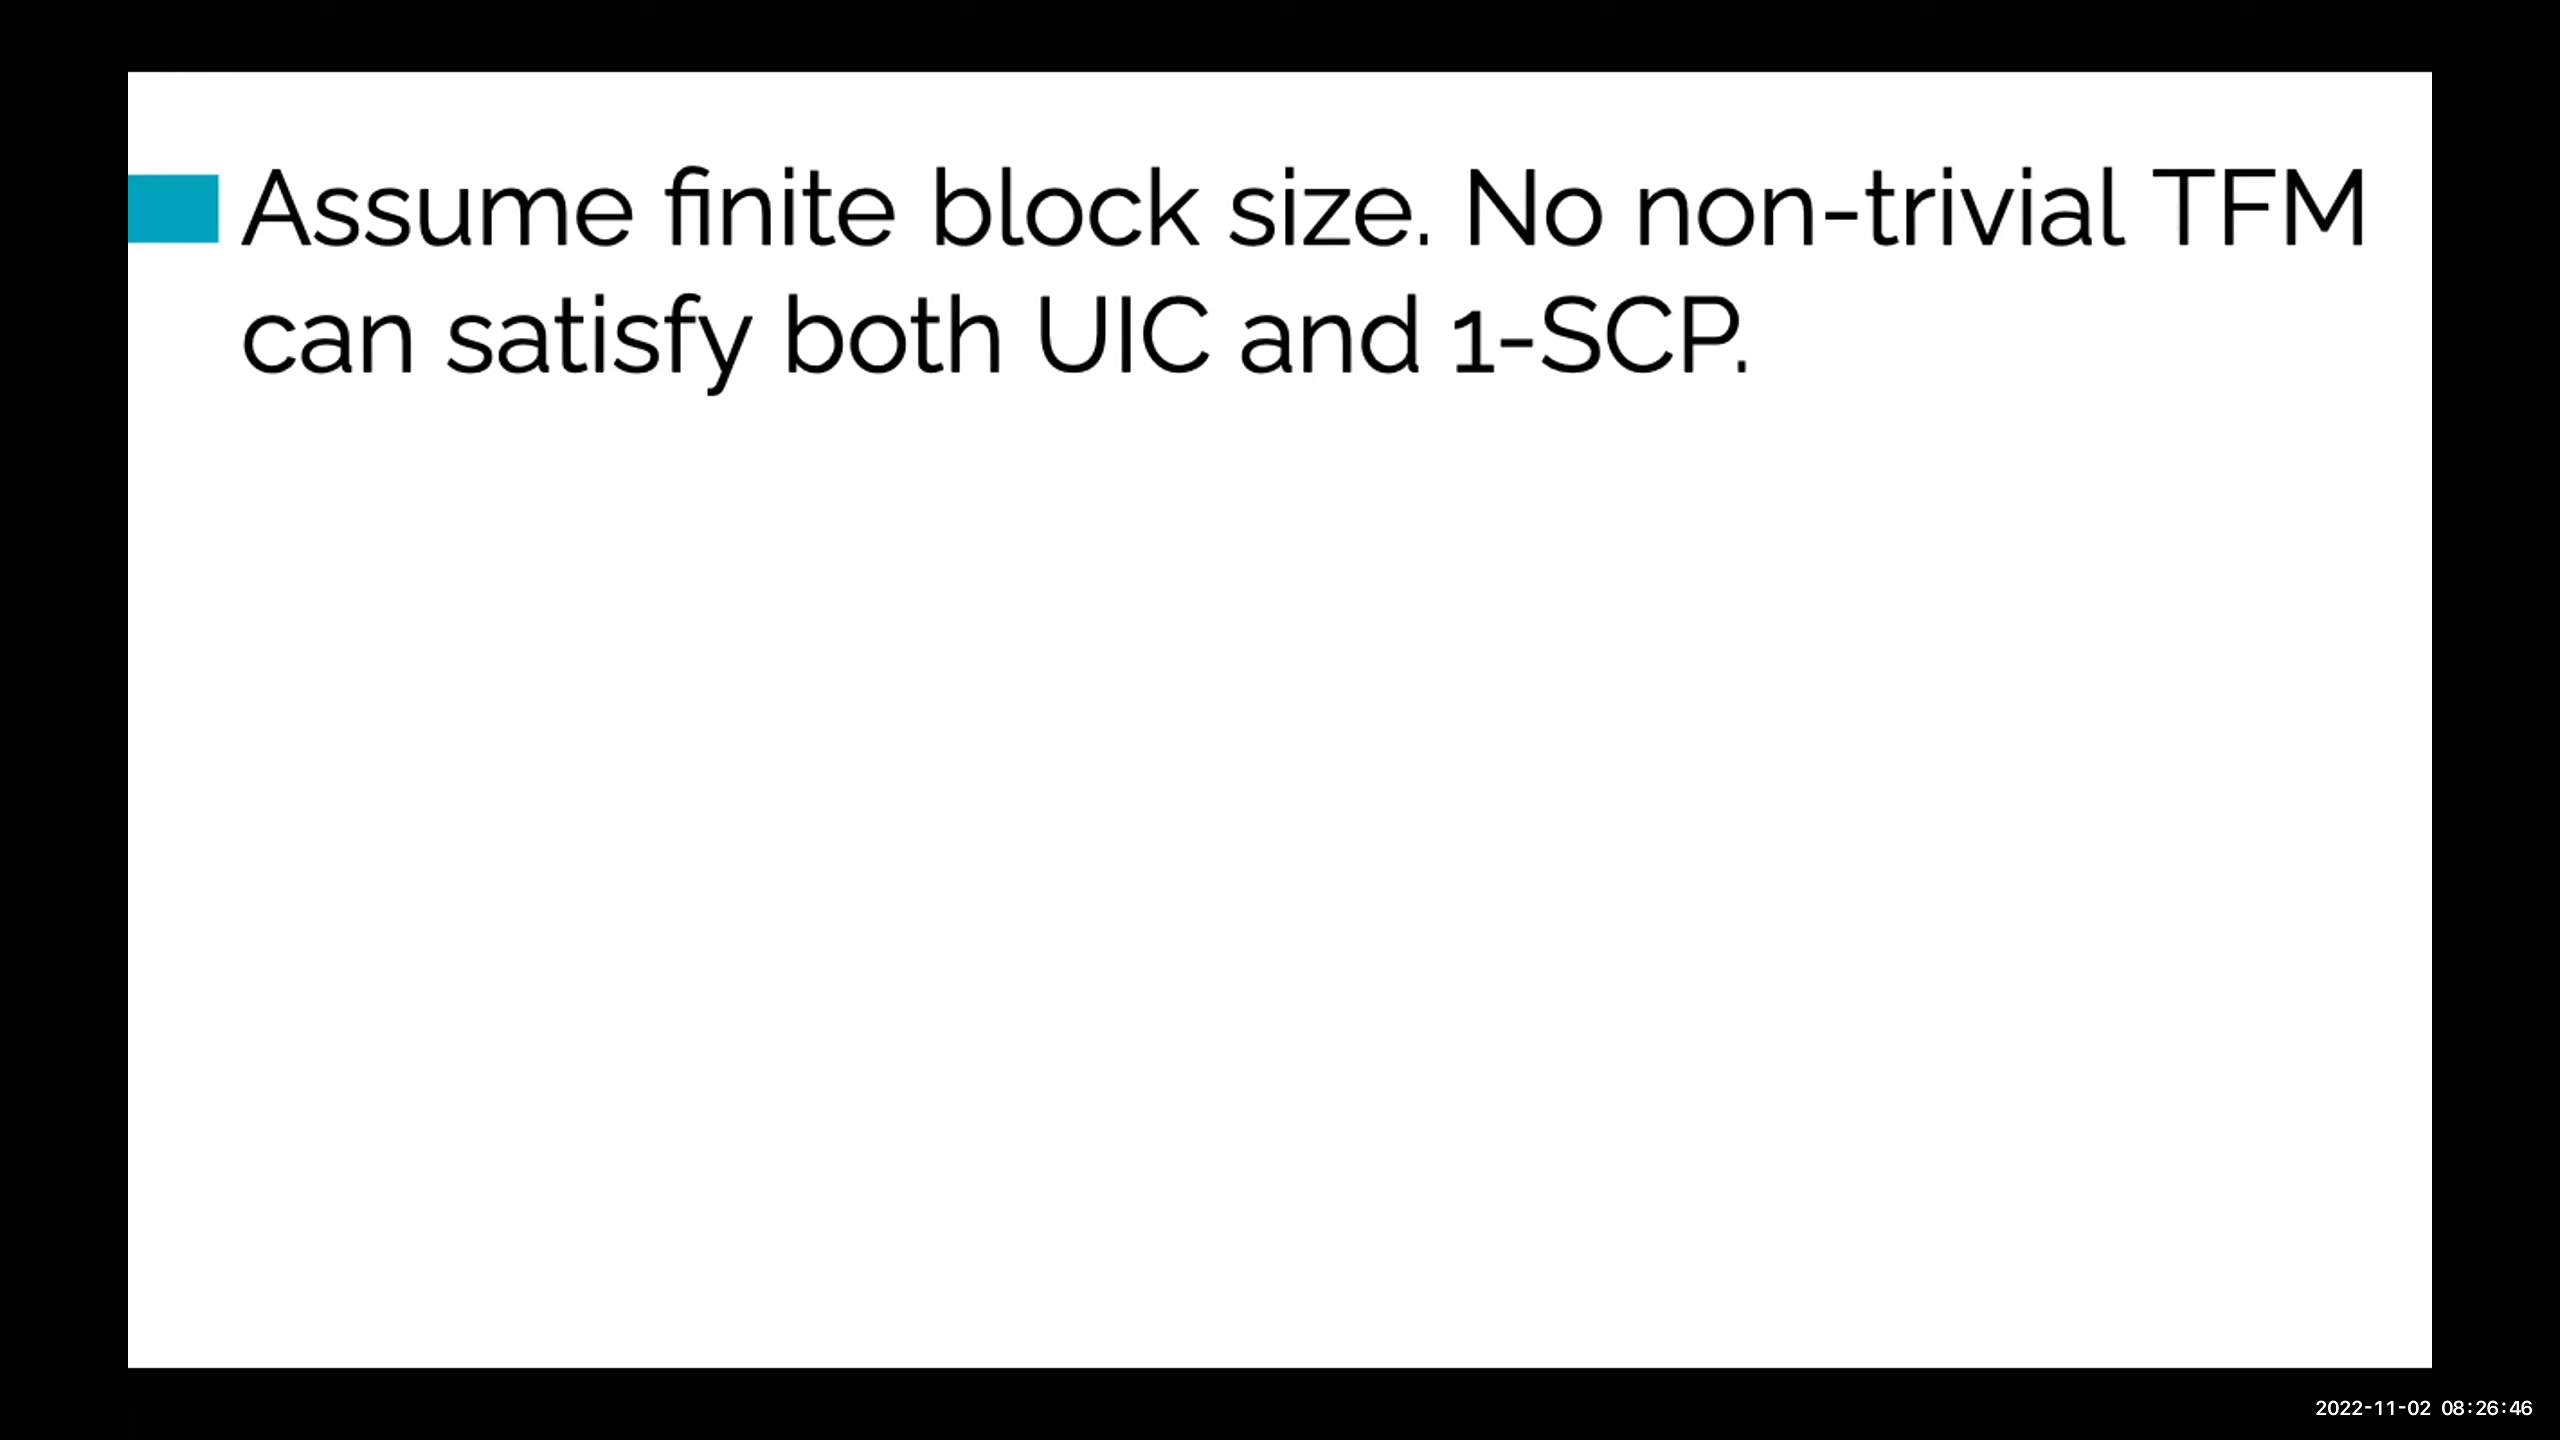 Assume finite block size. No non-trivial TFM
can satisfy both UIC and 1-SCP.
2022-11-02 08:26:46